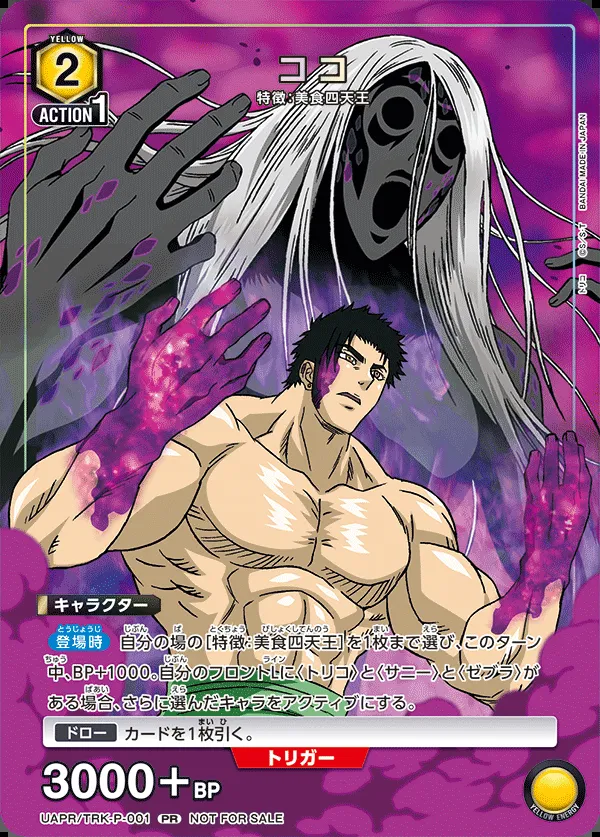 YELLOW
2
ACTION 1
ココ
特徴:美食四天王
トリコ ©S/S,T BANDAI MADE IN JAPAN
キャラクター
登場時 自分の場の[特徴:美食四天王]を1枚まで選び、このターン
中、BP+1000。自分のフロントLに〈トリコ〉と〈サニー〉と〈ゼブラ〉が
ある場合、さらに選んだキャラをアクティブにする。
ドロー カードを1枚引く。
トリガー
3000+BP
YELLOW ENERGY
UAPR/TRK-P-001 PR NOT FOR SALE